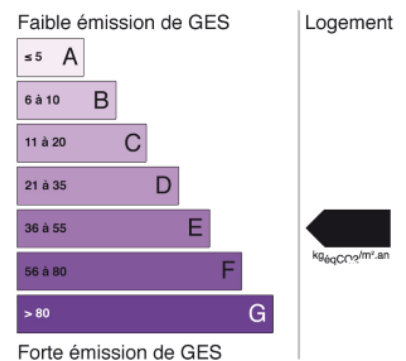 Faible émission de GES
Logement
≤ 5 A
6 à 10 B
11 à 20 C
21 à 35 D
36 à 55 E
kgéqCO2/m².an
56 à 80 F
> 80 G
Forte émission de GES